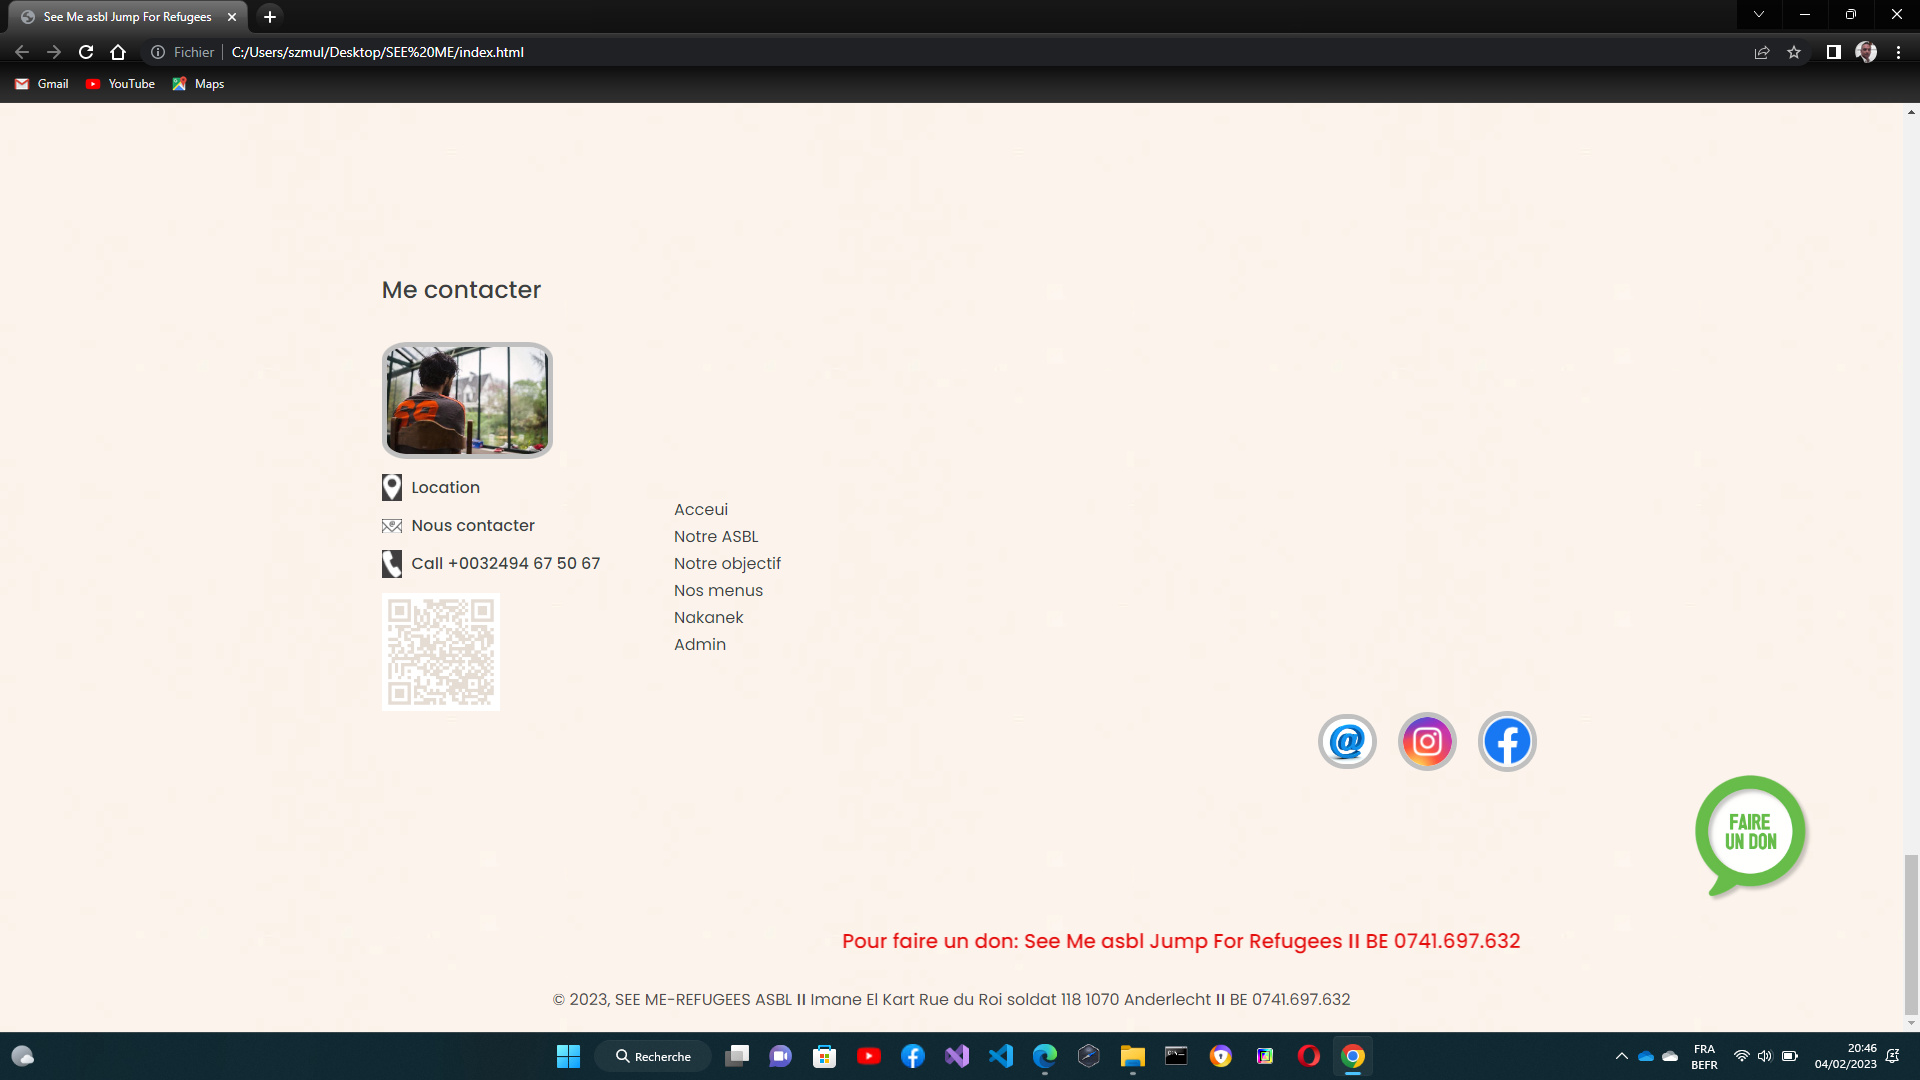 See Me asbl Jump For Refugees
Fichier C:/Users/szmul/Desktop/SEE%20ME/index.html
Gmail YouTube Maps
Me contacter
Location
Nous contacter
Call +0032494 67 50 67
Acceui
Notre ASBL
Notre objectif
Nos menus
Nakanek
Admin
FAIRE
UN DON
Pour faire un don: See Me asbl Jump For Refugees II BE 0741.697.632
© 2023, SEE ME-REFUGEES ASBL II Imane El Kart Rue du Roi soldat 118 1070 Anderlecht II BE 0741.697.632
Recherche
FRA
BEFR
20:46
04/02/2023